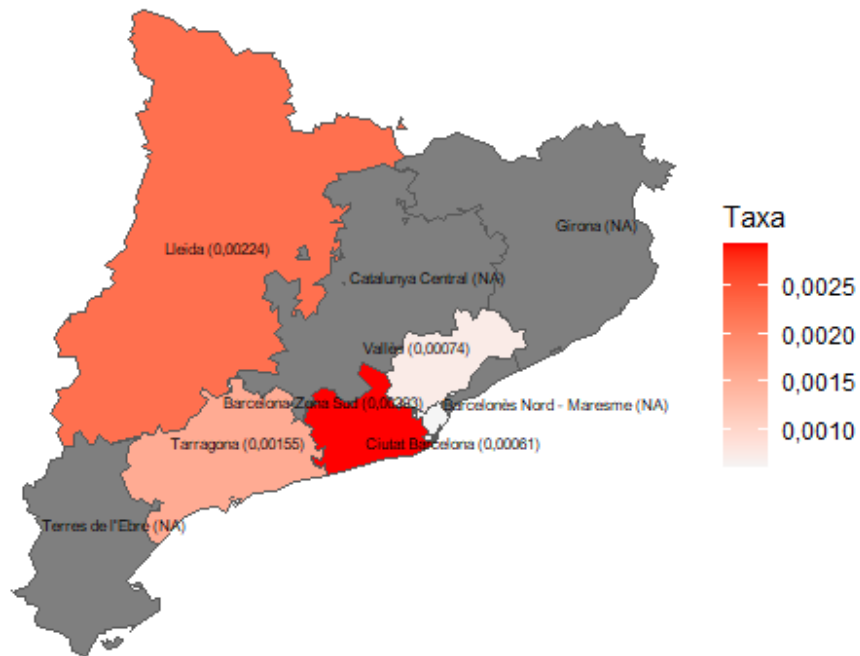 Girona (NA)
Lleida (0,00224)
Catalunya Central (NA)
Vallès (0,00074)
Barcelona Zona Sud
Barcelonès Nord - Maresme (NA)
Tarragona (0,00155)
Ciutat Barcelona (0,00061)
Terres de l'Ebre (NA)
Taxa
0,0025
0,0020
0,0015
0,0010